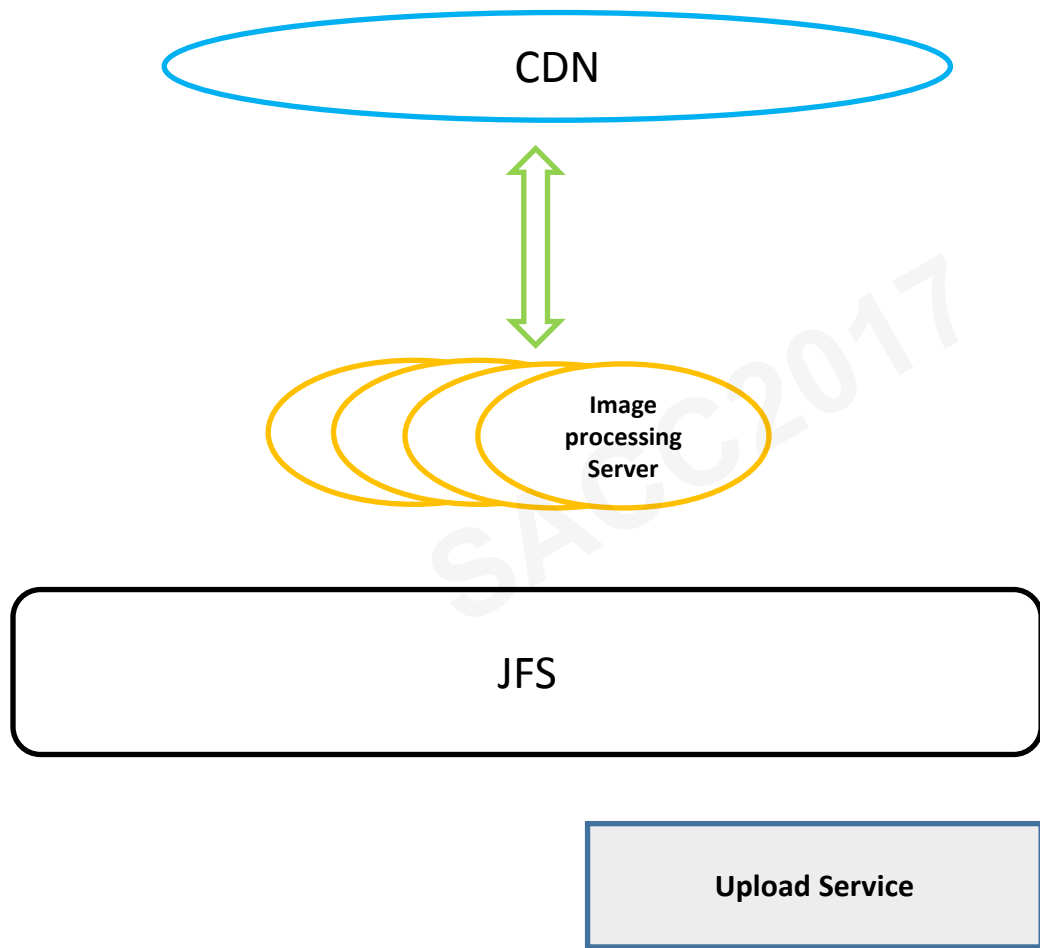 CDN
Image
processing
Server
SACC2017
JFS
Upload Service